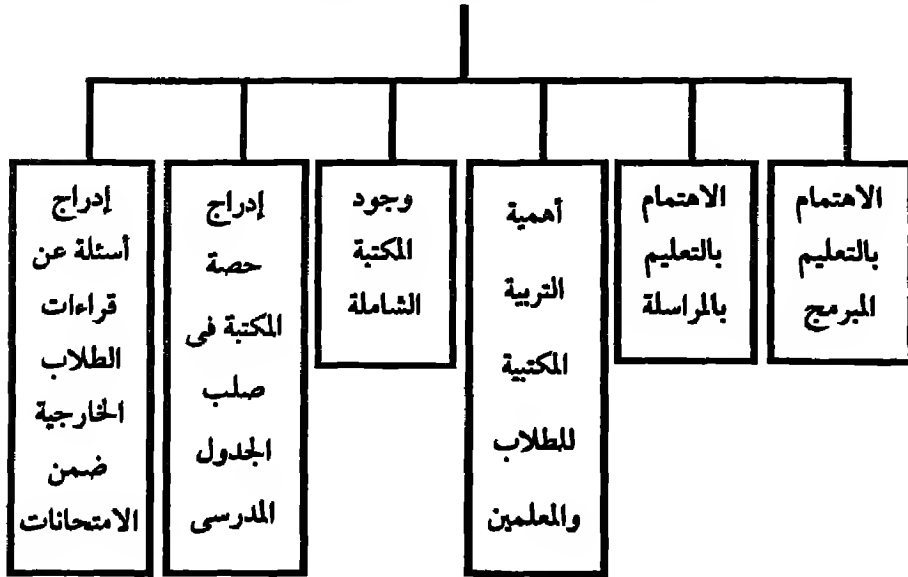 الاهتمام
بالتعليم
المبرمج
الاهتمام
بالتعليم
بالمراسلة
أهمية
التربية
المكتبية
للطلاب
والمعلمين
وجود
المكتبة
الشاملة
إدراج
حصة
المكتبة فى
صلب
الجدول
المدرسى
إدراج
أسئلة عن
قراءات
الطلاب
الخارجية
ضمن
الامتحانات